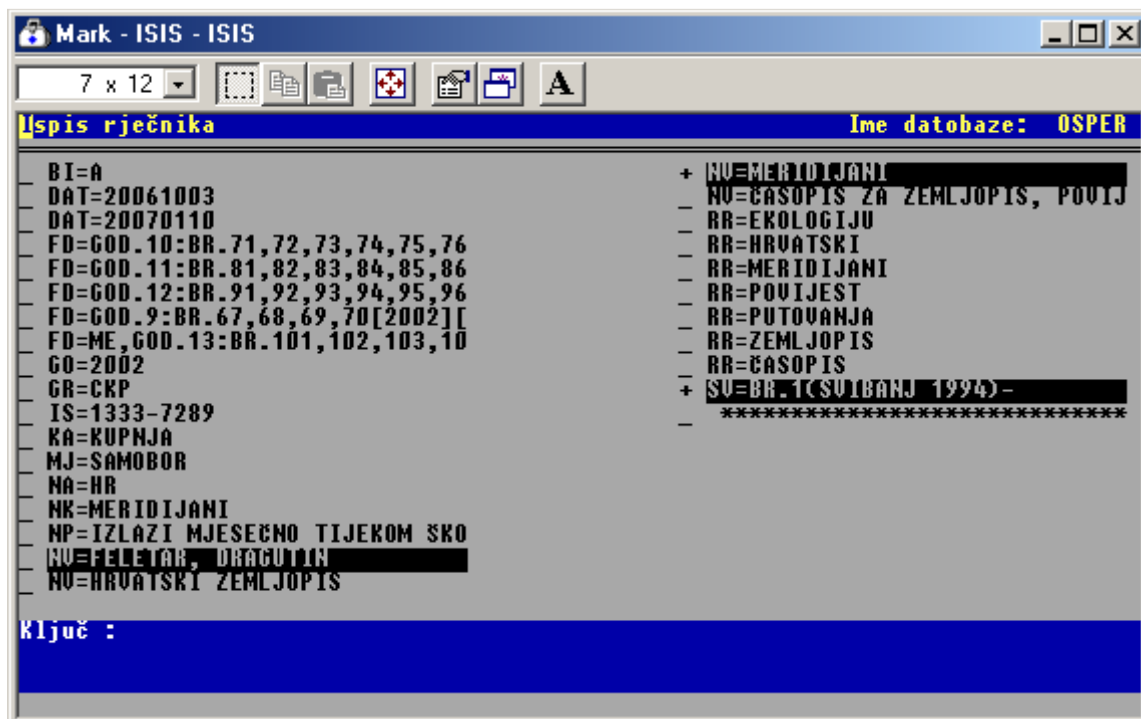 Mark - ISIS - ISIS
7 x 12
A
Ispis rječnika Ime datobaze: OSPER
_ BI=A
_ DAT=20061003
_ DAT=20070110
_ FD=GOD.10:BR.71,72,73,74,75,76
_ FD=GOD.11:BR.81,82,83,84,85,86
_ FD=GOD.12:BR.91,92,93,94,95,96
_ FD=GOD.9:BR.67,68,69,70[2002][
_ FD=ME,GOD.13:BR.101,102,103,10
_ GO=2002
_ GR=CKP
_ IS=1333-7289
_ KA=KUPNJA
_ MJ=SAMOBOR
_ NA=HR
_ NK=MERIDIJANI
_ NP=IZLAZI MJESEČNO TIJEKOM ŠKO
_ NV=FELETAR, DRAGUTIN
_ NV=HRVATSKI ZEMLJOPIS
+ NV=MERIDIJANI
_ NV=ČASOPIS ZA ZEMLJOPIS, POVIJ
_ RR=EKOLOGIJU
_ RR=HRVATSKI
_ RR=MERIDIJANI
_ RR=POVIJEST
_ RR=PUTOVANJA
_ RR=ZEMLJOPIS
_ RR=ČASOPIS
+ SV=BR.1(SVIBANJ 1994)-
_ *****************************
Ključ :